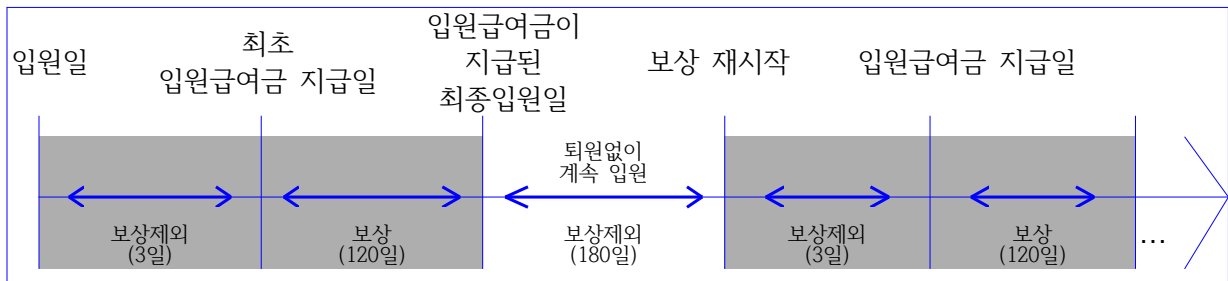 입원일
최초
입원급여금 지급일
입원급여금이
지급된
최종입원일
보상 재시작
입원급여금 지급일
퇴원없이
계속 입원
보상제외
(3일)
보상
(120일)
보상제외
(180일)
보상제외
(3일)
보상
(120일)
...